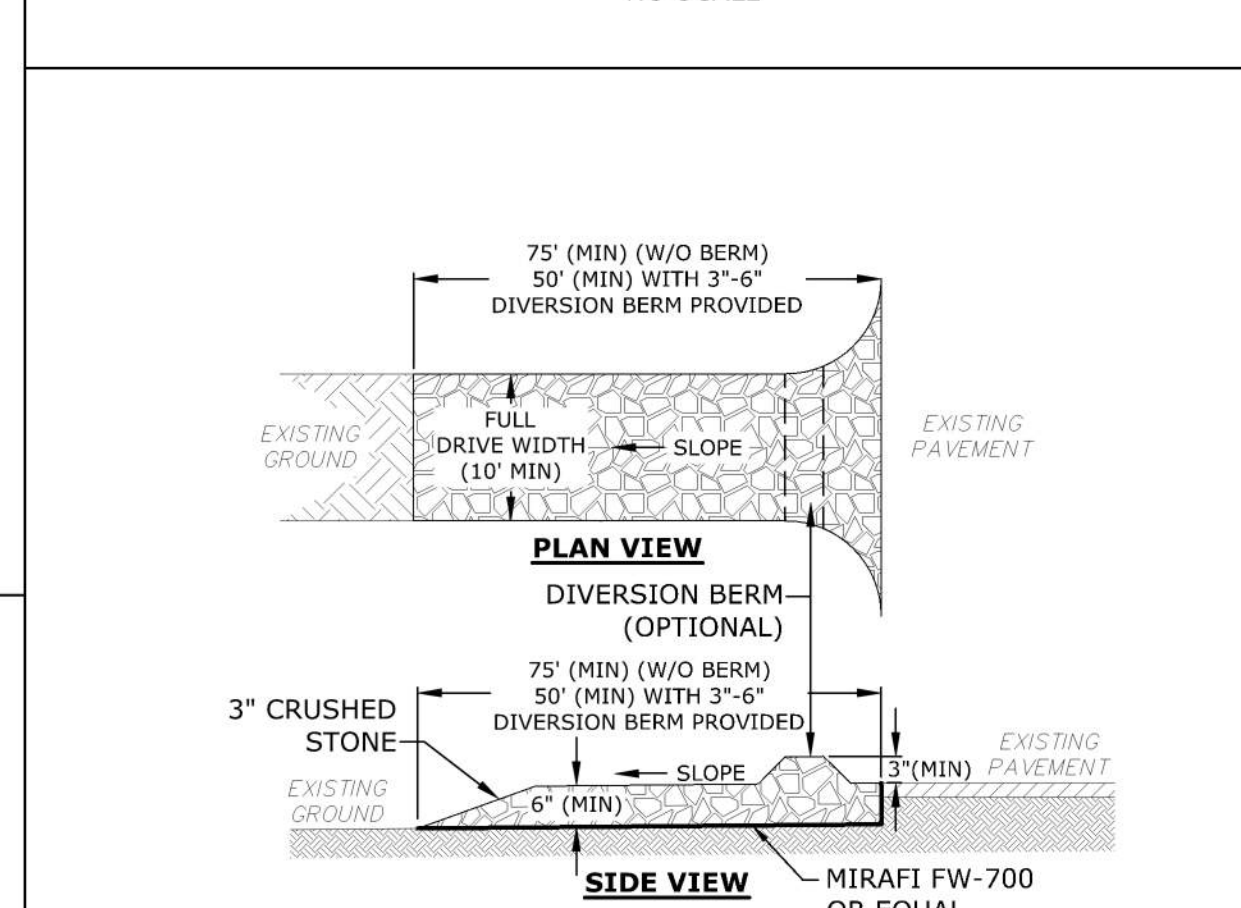 75' (MIN) (W/O BERM)
50' (MIN) WITH 3"-6"
DIVERSION BERM PROVIDED
EXISTING
GROUND
FULL
DRIVE WIDTH
(10' MIN)
SLOPE
EXISTING
PAVEMENT
PLAN VIEW
DIVERSION BERM
(OPTIONAL)
75' (MIN) (W/O BERM)
50' (MIN) WITH 3"-6"
DIVERSION BERM PROVIDED
3" CRUSHED
STONE
SLOPE
3"(MIN)
EXISTING
PAVEMENT
EXISTING
GROUND
6" (MIN)
SIDE VIEW
MIRAFI FW-700
OR EQUAL